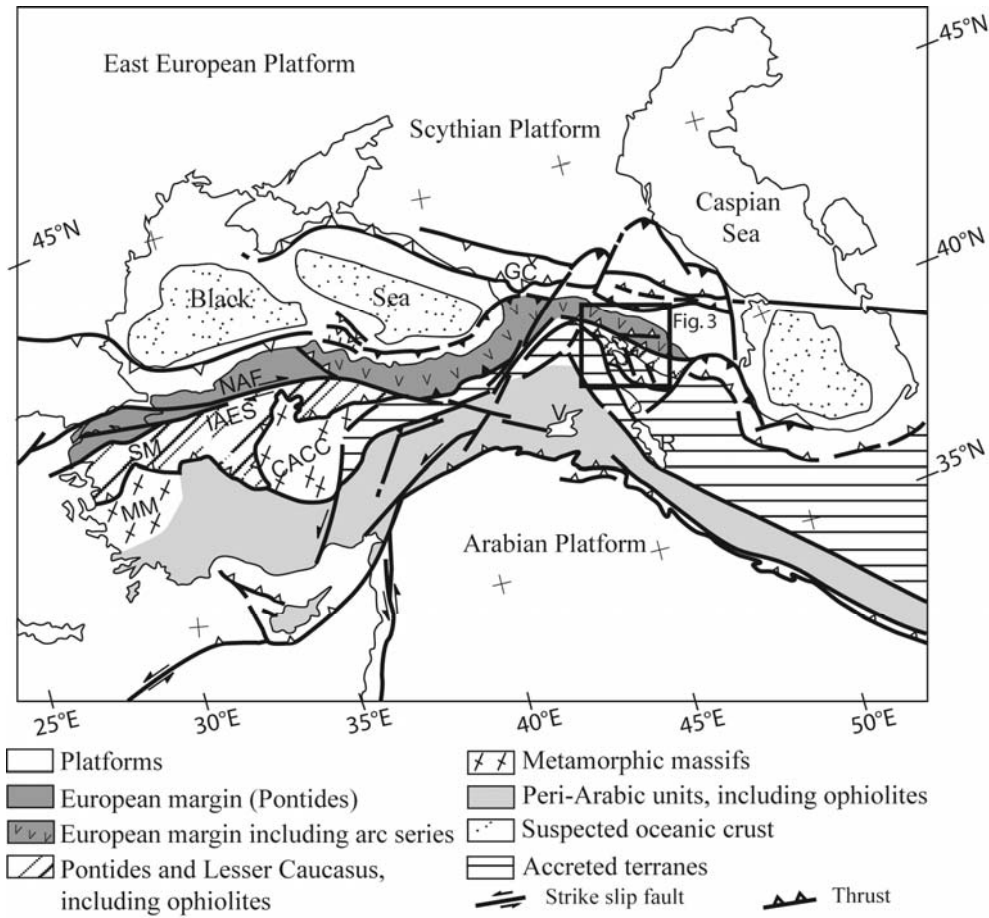 45°N
East European Platform
Scythian Platform
Caspian
Sea
45°N
40°N
GC
Black
Sea
Fig. 3
NAF
IAES
V
SM
CACC
R
35°N
MM
Arabian Platform
25°E
30°E
35°E
40°E
45°E
50°E
Platforms
Metamorphic massifs
European margin (Pontides)
Peri-Arabic units, including ophiolites
European margin including arc series
Suspected oceanic crust
Pontides and Lesser Caucasus,
including ophiolites
Accreted terranes
Strike slip fault
Thrust